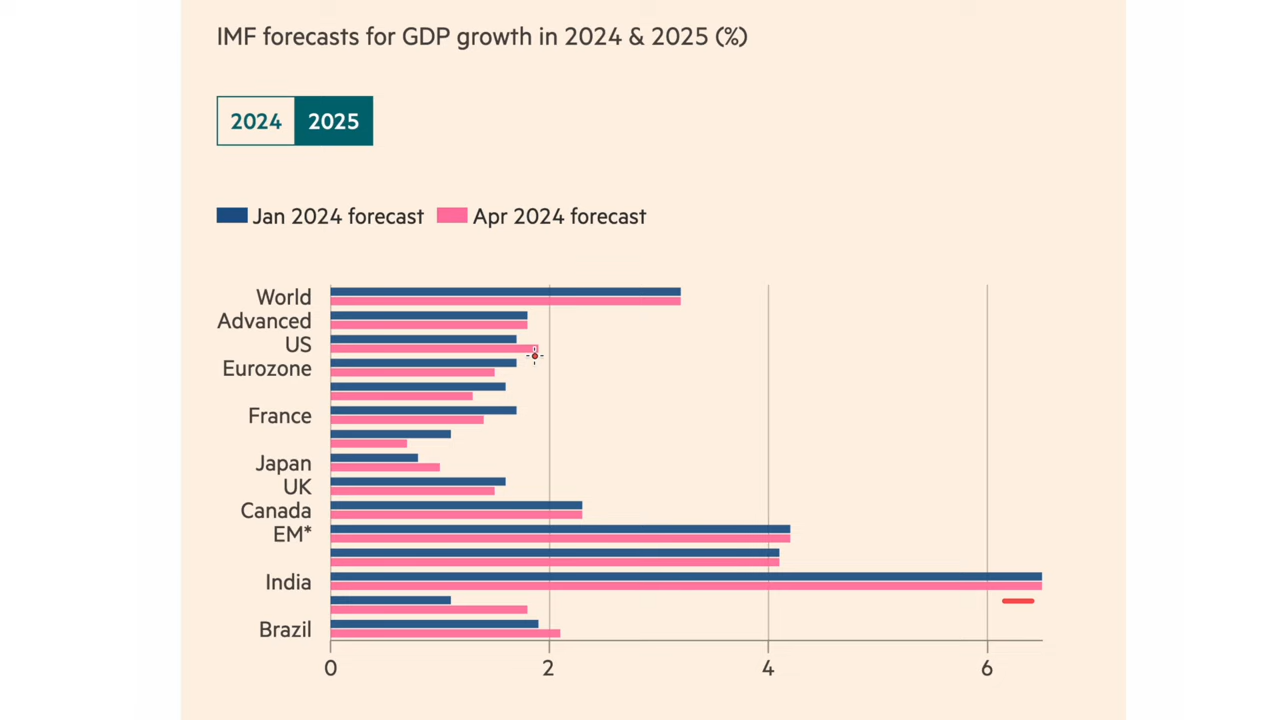 IMF forecasts for GDP growth in 2024 & 2025 (%)
2024 2025
Jan 2024 forecast Apr 2024 forecast
World
Advanced
US
Eurozone
France
Japan
UK
Canada
EM*
India
Brazil
0 2 4 6